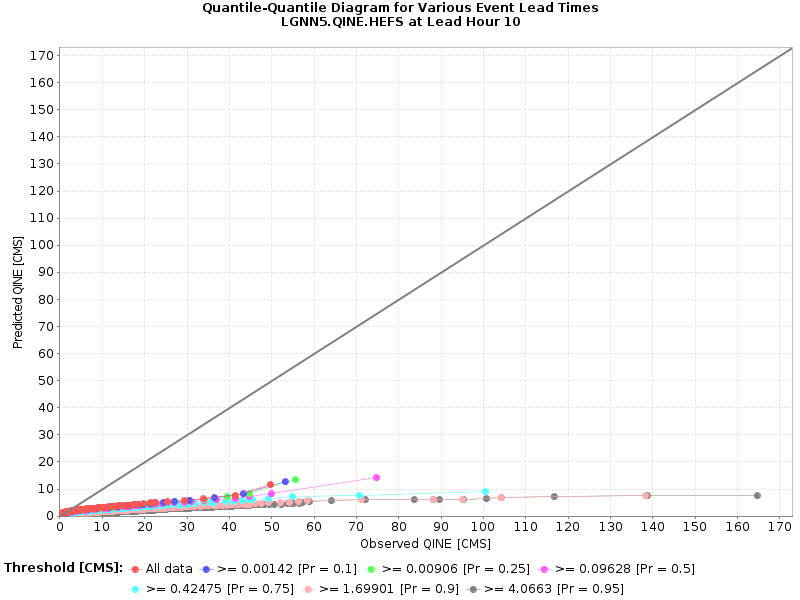 Quantile-Quantile Diagram for Various Event Lead Times
LGNN5.QINE.HEFS at Lead Hour 10
170
160
150
140
130
120
110
100
90
80
70
60
50
40
30
20
10
0
Predicted QINE [CMS]
0 10 20 30 40 50 60 70 80 90 100 110 120 130 140 150 160 170
Observed QINE [CMS]
Threshold [CMS]: All data >= 0.00142 [Pr = 0.1] >= 0.00906 [Pr = 0.25] >= 0.09628 [Pr = 0.5]
>= 0.42475 [Pr = 0.75] >= 1.69901 [Pr = 0.9] >= 4.0663 [Pr = 0.95]